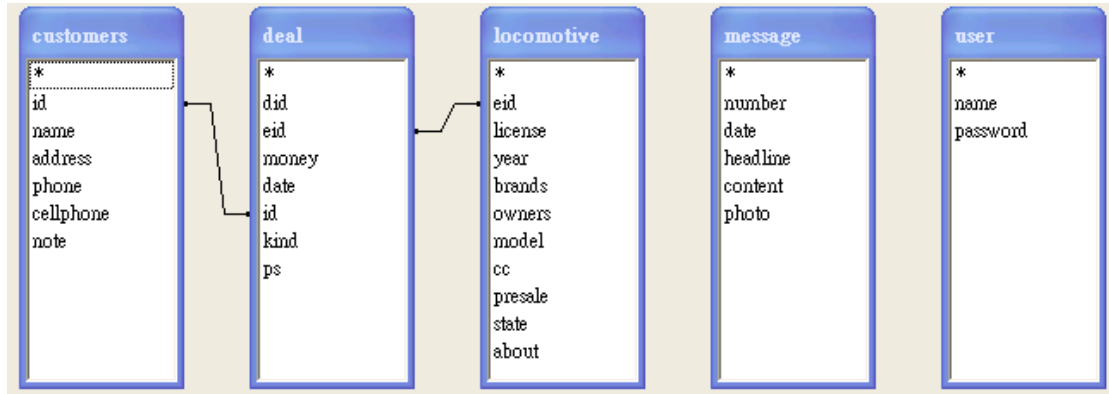 customers
*
id
name
address
phone
cellphone
note
deal
*
did
eid
money
date
id
kind
ps
locomotive
*
eid
license
year
brands
owners
model
cc
presale
state
about
message
*
number
date
headline
content
photo
user
*
name
password